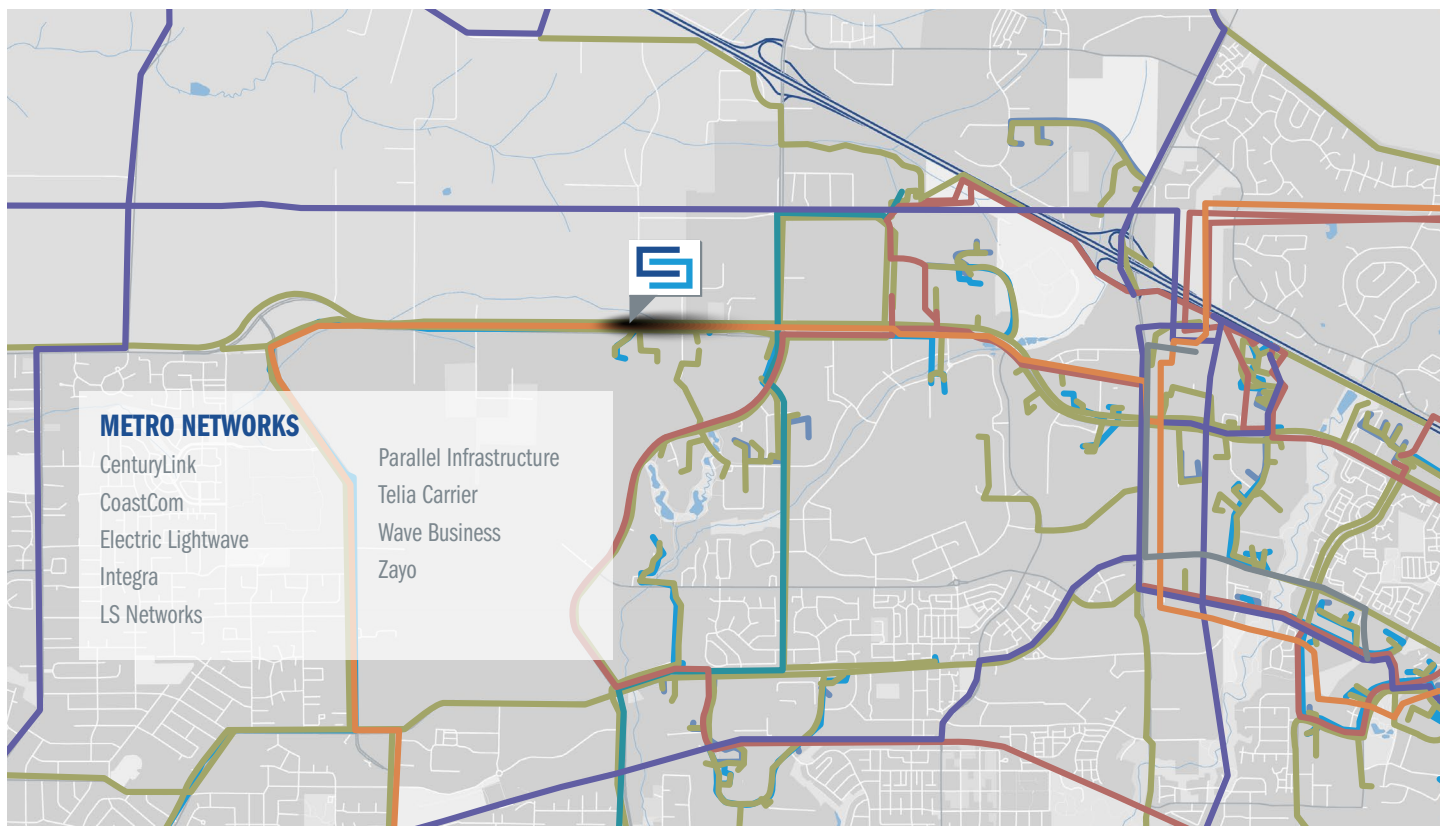 METRO NETWORKS
CenturyLink
CoastCom
Electric Lightwave
Integra
LS Networks
Parallel Infrastructure
Telia Carrier
Wave Business
Zayo